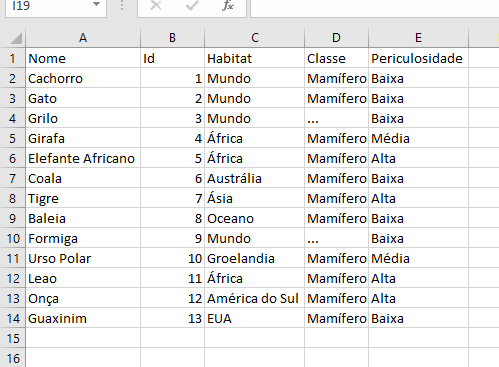 I19
A B C D E
1 Nome Id Habitat Classe Periculosidade
2 Cachorro 1 Mundo Mamífero Baixa
3 Gato 2 Mundo Mamífero Baixa
4 Grilo 3 Mundo ... Baixa
5 Girafa 4 África Mamífero Média
6 Elefante Africano 5 África Mamífero Alta
7 Coala 6 Austrália Mamífero Baixa
8 Tigre 7 Ásia Mamífero Alta
9 Baleia 8 Oceano Mamífero Baixa
10 Formiga 9 Mundo ... Baixa
11 Urso Polar 10 Groelandia Mamífero Média
12 Leao 11 África Mamífero Alta
13 Onça 12 América do Sul Mamífero Alta
14 Guaxinim 13 EUA Mamífero Baixa
15
16